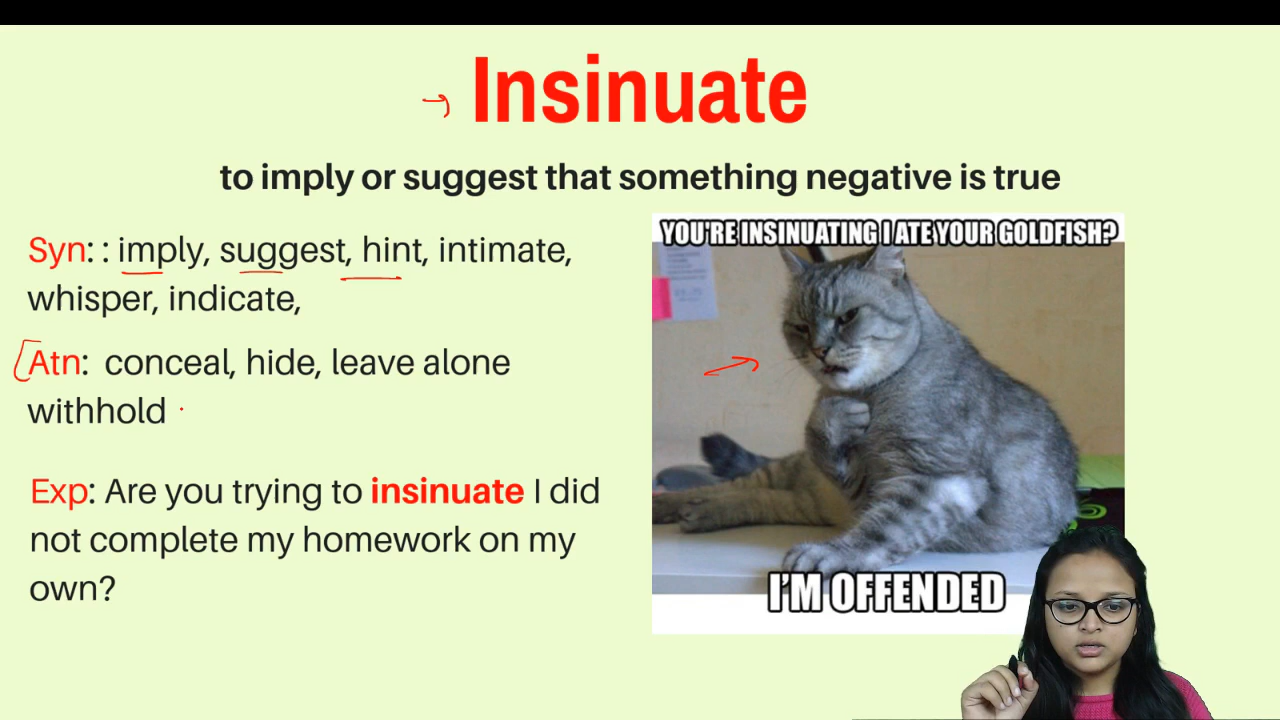 Insinuate
to imply or suggest that something negative is true
Syn: : imply, suggest, hint, intimate,
whisper, indicate,
Atn: conceal, hide, leave alone
withhold
Exp: Are you trying to insinuate I did
not complete my homework on my
own?
YOU'RE INSINUATING I ATE YOUR GOLDFISH?
I'M OFFENDED